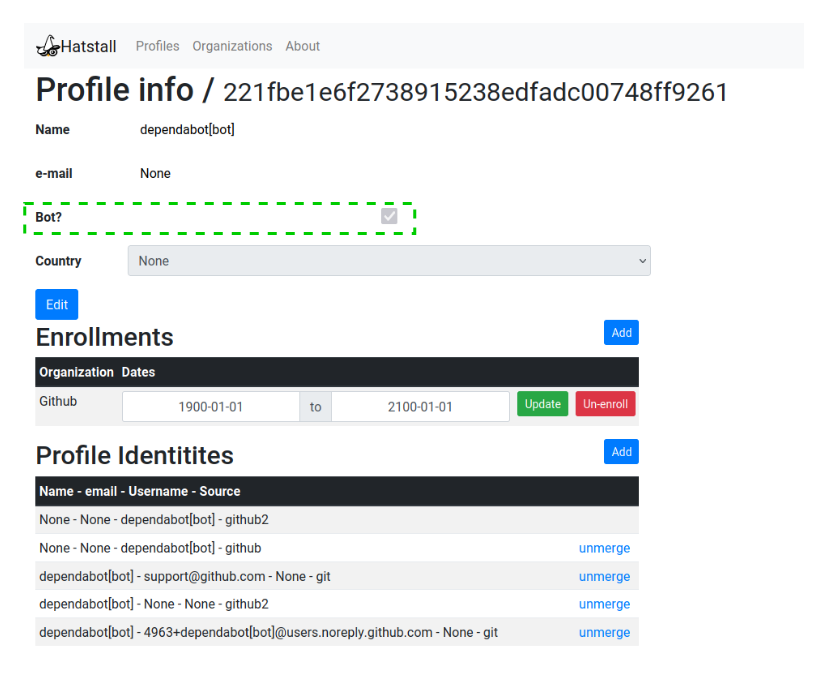 Hatstall Profiles Organizations About
Profile info / 221fbe1e6f2738915238edfadc00748ff9261
Name dependabot[bot]
e-mail None
Bot?
Country None
Edit
Enrollments Add
Organization Dates
Github 1900-01-01 to 2100-01-01 Update Un-enroll
Profile Identitites Add
Name - email - Username - Source
None - None - dependabot[bot] - github2
None - None - dependabot[bot] - github unmerge
dependabot[bot] - support@github.com - None - git unmerge
dependabot[bot] - None - None - github2 unmerge
dependabot[bot] - 4963+dependabot[bot]@users.noreply.github.com - None - git unmerge